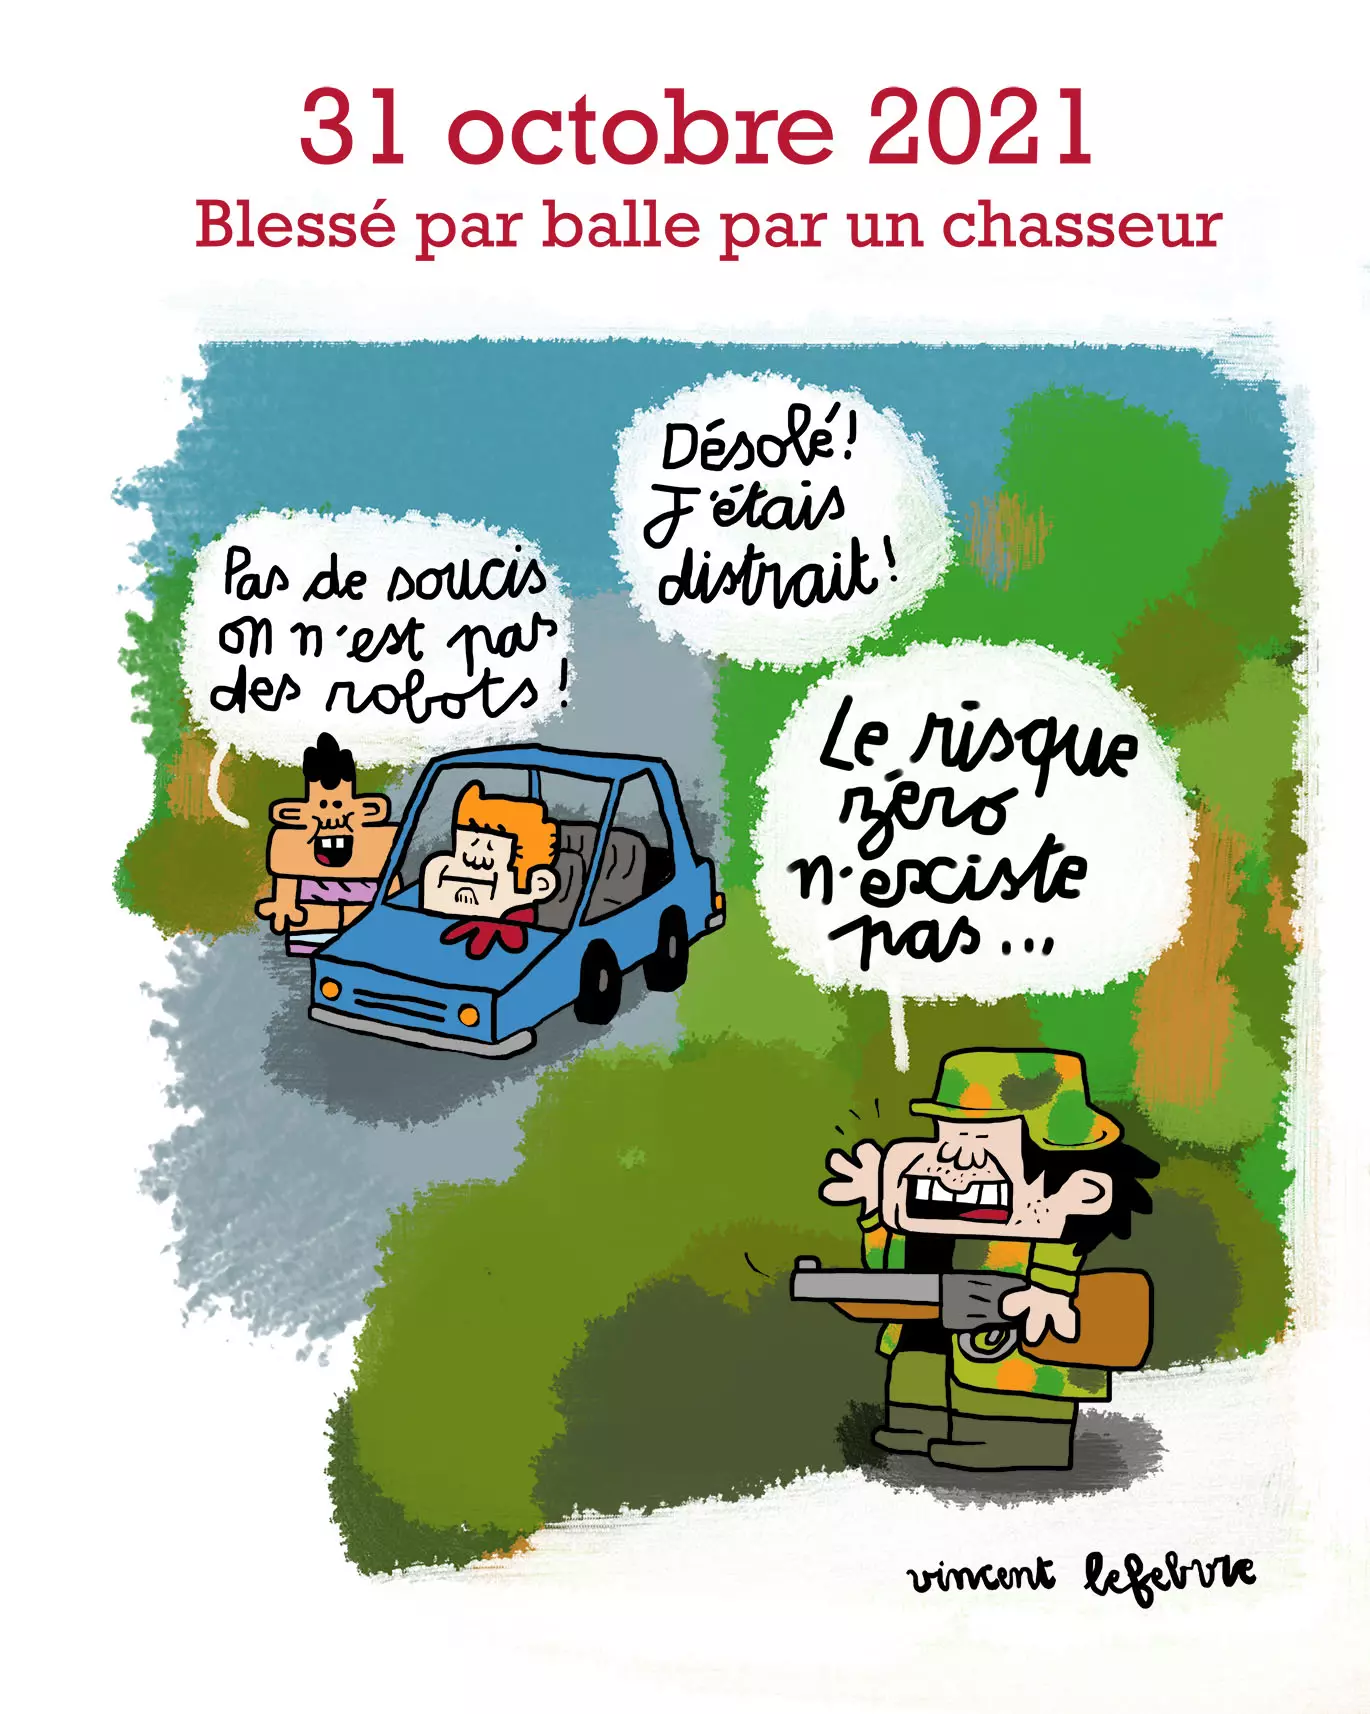 31 octobre 2021
Blessé par balle par un chasseur
Désolé!
J'étais
distrait!
Pas de soucis
on n'est pas
des robots!
Le risque
zéro
n'existe
pas...
vincent lefebvre